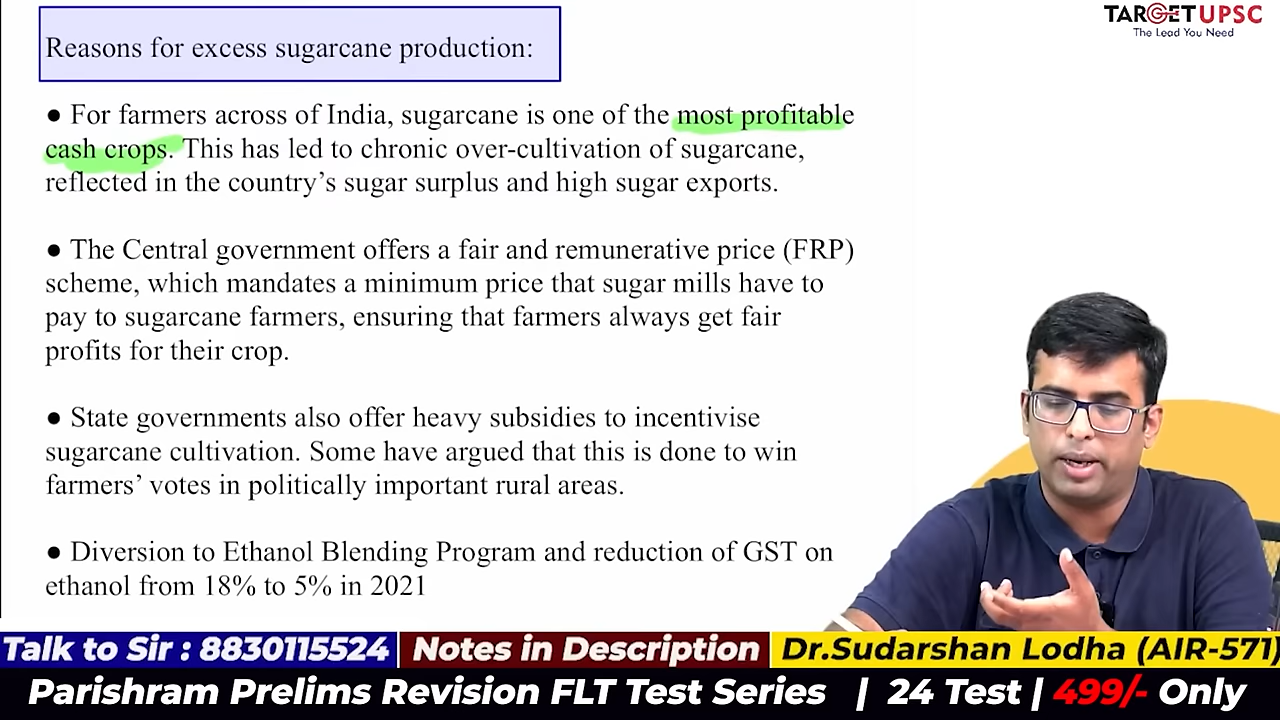 TARGETUPSC
The Lead You Need
Reasons for excess sugarcane production:
● For farmers across of India, sugarcane is one of the most profitable
cash crops. This has led to chronic over-cultivation of sugarcane,
reflected in the country’s sugar surplus and high sugar exports.
● The Central government offers a fair and remunerative price (FRP)
scheme, which mandates a minimum price that sugar mills have to
pay to sugarcane farmers, ensuring that farmers always get fair
profits for their crop.
● State governments also offer heavy subsidies to incentivise
sugarcane cultivation. Some have argued that this is done to win
farmers’ votes in politically important rural areas.
● Diversion to Ethanol Blending Program and reduction of GST on
ethanol from 18% to 5% in 2021
Talk to Sir : 8830115524 Notes in Description Dr.Sudarshan Lodha (AIR-571)
Parishram Prelims Revision FLT Test Series | 24 Test | 499/- Only